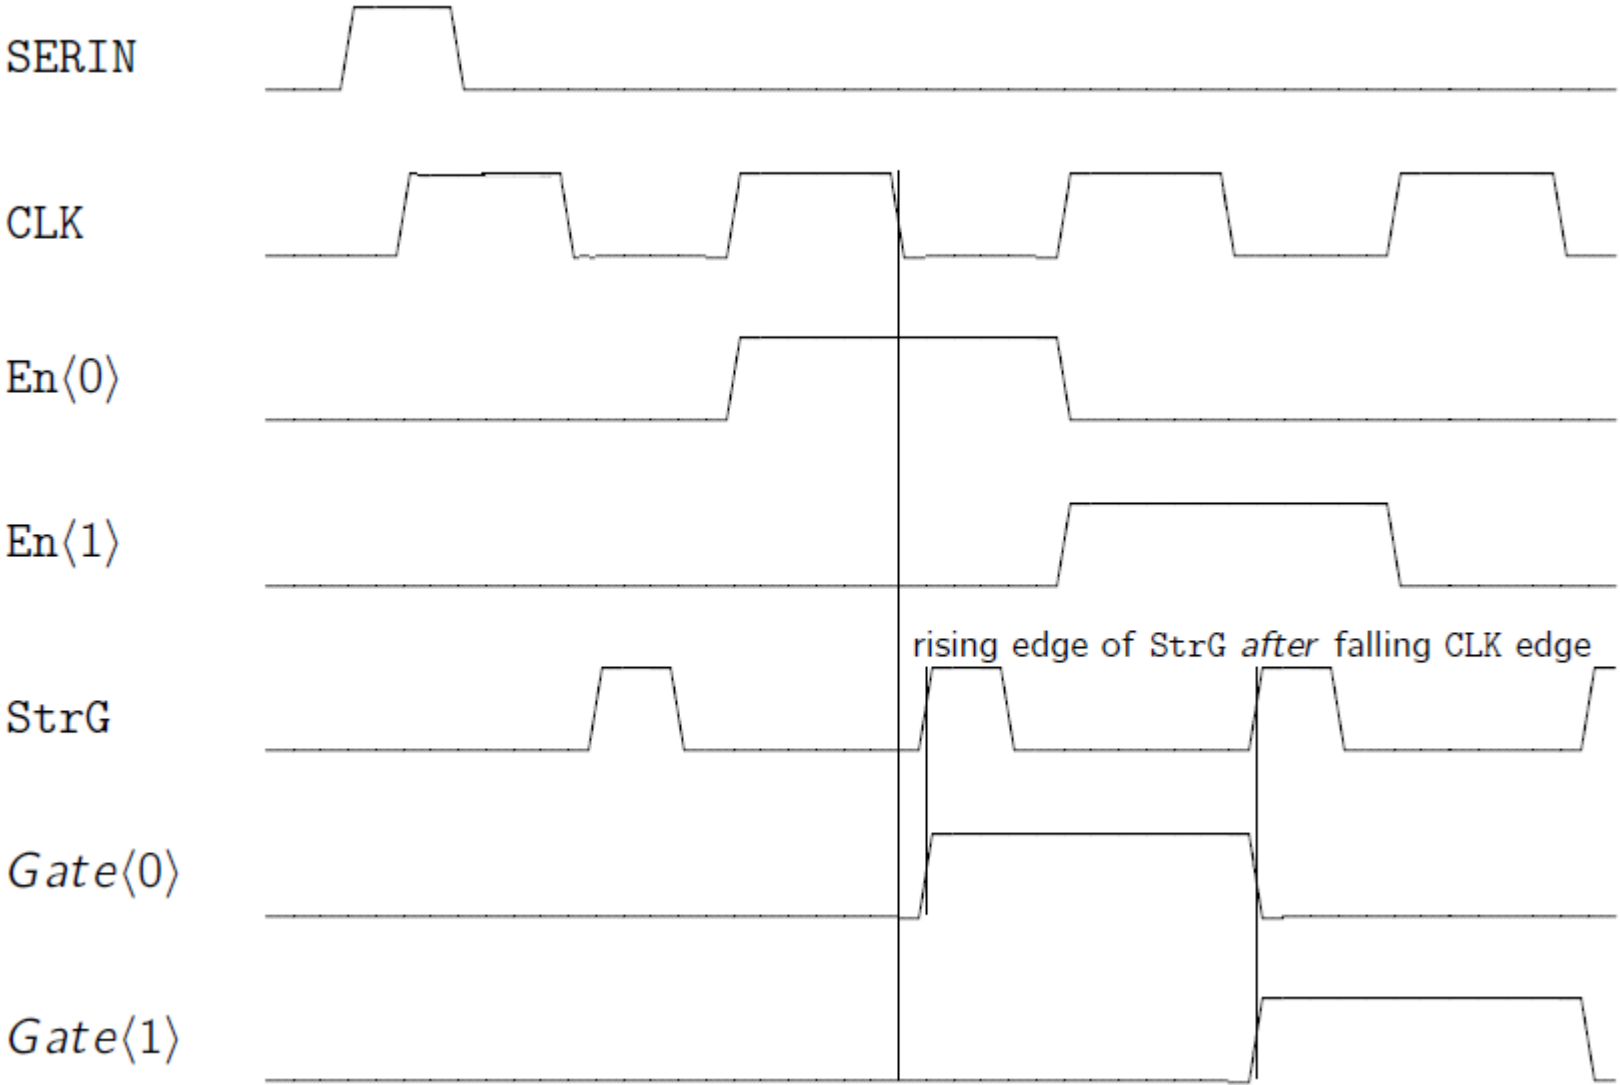 SERIN
CLK
En⟨0⟩
En⟨1⟩
rising edge of StrG after falling CLK edge
StrG
Gate⟨0⟩
Gate⟨1⟩